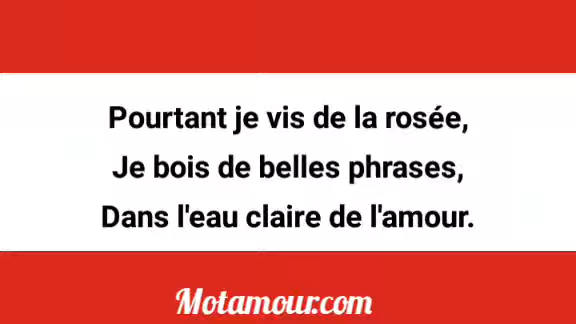 Pourtant je vis de la rosée,
Je bois de belles phrases,
Dans l'eau claire de l'amour.
Motamour.com